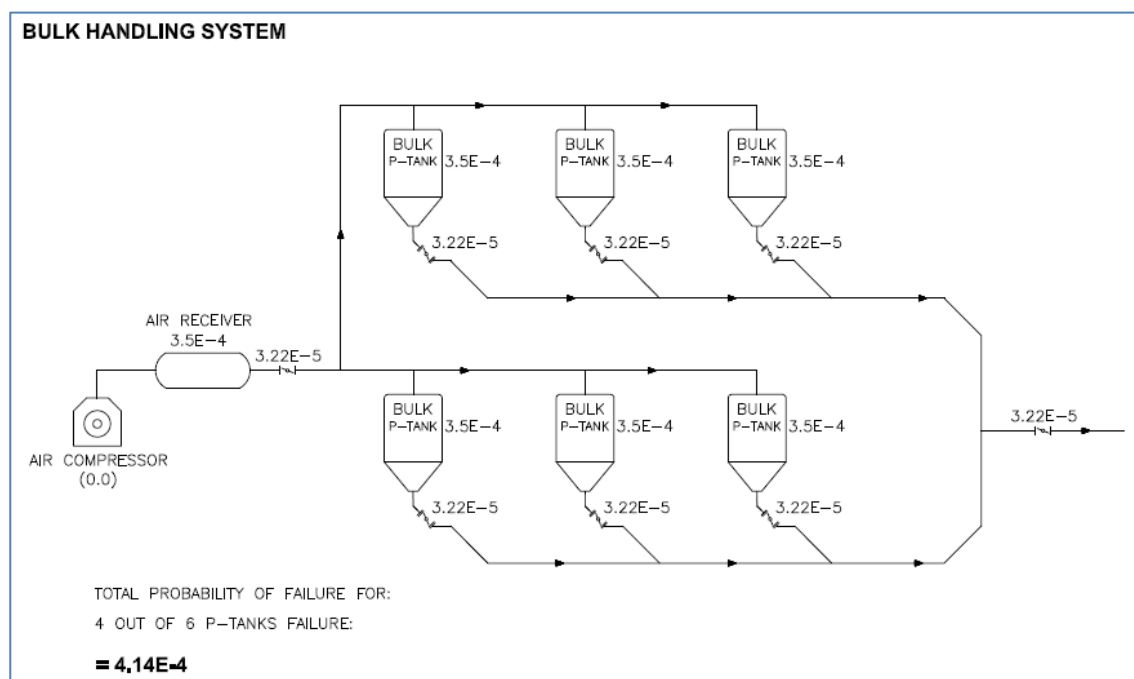 BULK HANDLING SYSTEM
BULK
P-TANK
3.5E-4
BULK
P-TANK
3.5E-4
BULK
P-TANK
3.5E-4
3.22E-5
3.22E-5
3.22E-5
AIR RECEIVER
3.5E-4
3.22E-5
AIR COMPRESSOR
(0.0)
BULK
P-TANK
3.5E-4
BULK
P-TANK
3.5E-4
BULK
P-TANK
3.5E-4
3.22E-5
3.22E-5
3.22E-5
3.22E-5
TOTAL PROBABILITY OF FAILURE FOR:
4 OUT OF 6 P-TANKS FAILURE:
= 4.14E-4